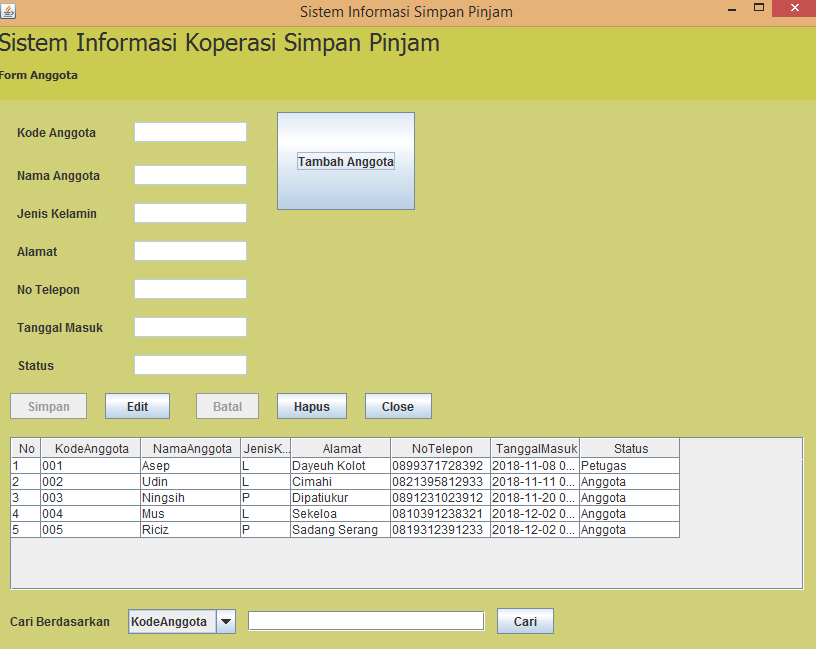 Sistem Informasi Simpan Pinjam
Sistem Informasi Koperasi Simpan Pinjam
Form Anggota
Kode Anggota
Tambah Anggota
Nama Anggota
Jenis Kelamin
Alamat
No Telepon
Tanggal Masuk
Status
Simpan Edit Batal Hapus Close
No KodeAnggota NamaAnggota JenisK... Alamat NoTelepon TanggalMasuk Status
1 001 Asep L Dayeuh Kolot 0899371728392 2018-11-08 0... Petugas
2 002 Udin L Cimahi 0821395812933 2018-11-11 0... Anggota
3 003 Ningsih P Dipatiukur 0891231023912 2018-11-20 0... Anggota
4 004 Mus L Sekeloa 0810391238321 2018-12-02 0... Anggota
5 005 Riciz P Sadang Serang 0819312391233 2018-12-02 0... Anggota
Cari Berdasarkan KodeAnggota Cari